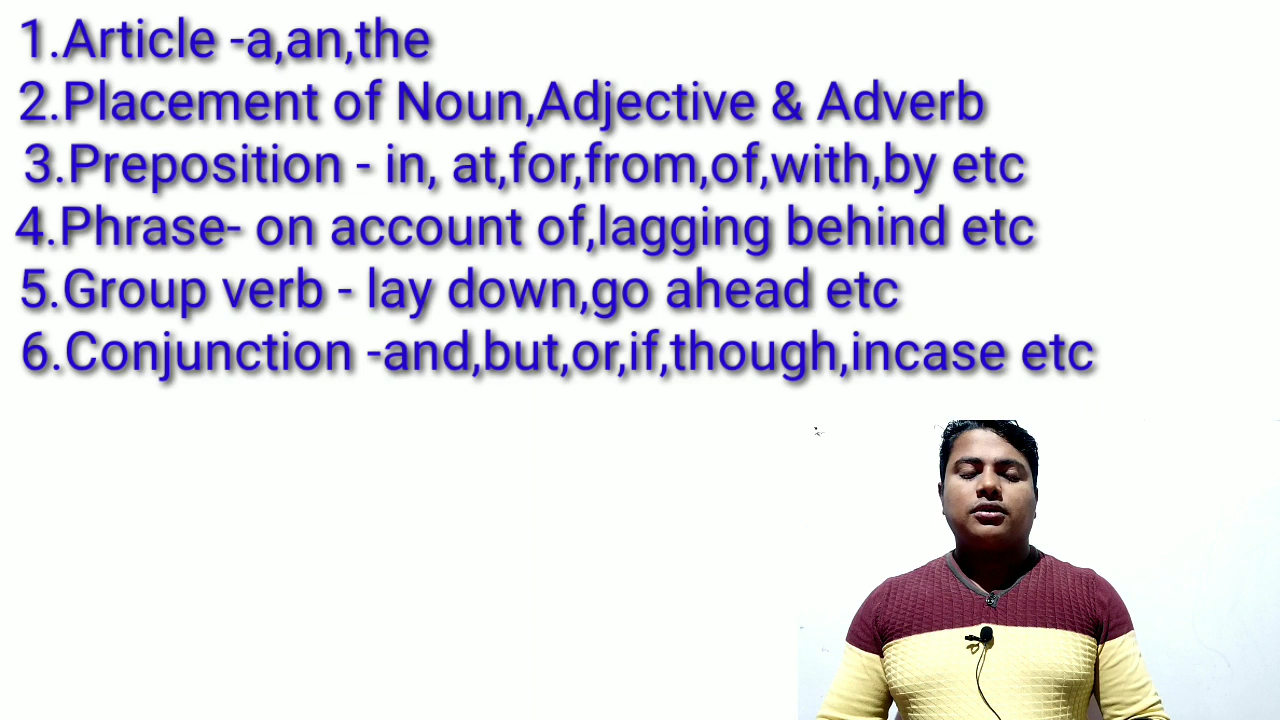 1.Article -a,an,the
2.Placement of Noun,Adjective & Adverb
3.Preposition - in, at,for,from,of,with,by etc
4.Phrase- on account of,lagging behind etc
5.Group verb - lay down,go ahead etc
6.Conjunction -and,but,or,if,though,incase etc